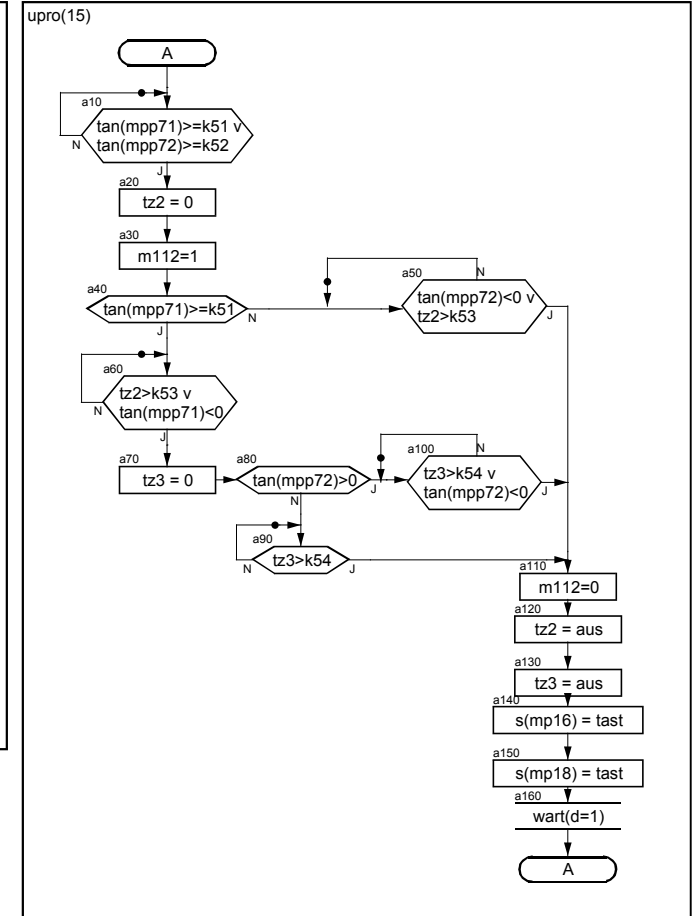 upro(15)
A
a10
tan(mpp71)>=k51 v
tan(mpp72)>=k52
N
J
a20
tz2 = 0
a30
m112=1
a40
tan(mpp71)>=k51
N
J
a50
N
tan(mpp72)<0 v
tz2>k53
J
a60
tz2>k53 v
tan(mpp71)<0
N
J
a70
tz3 = 0
a80
tan(mpp72)>0
J
N
a100
N
tz3>k54 v
tan(mpp72)<0
J
a90
tz3>k54
N
J
a110
m112=0
a120
tz2 = aus
a130
tz3 = aus
a140
s(mp16) = tast
a150
s(mp18) = tast
a160
wart(d=1)
A